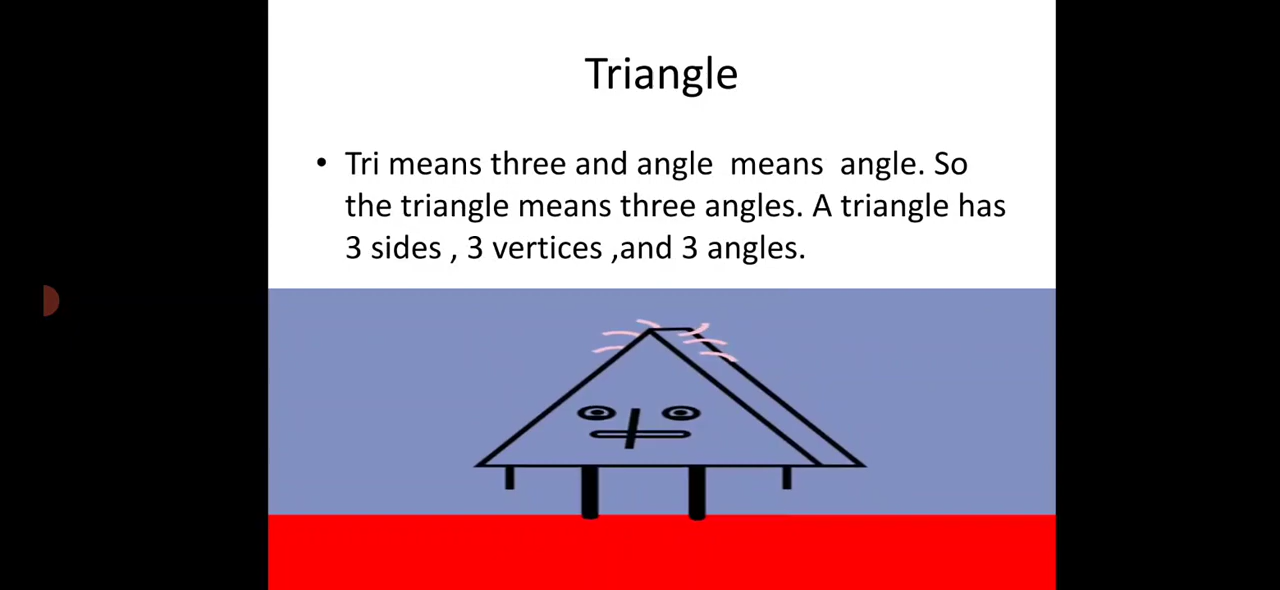 Triangle
• Tri means three and angle  means  angle. So
the triangle means three angles. A triangle has
3 sides , 3 vertices ,and 3 angles.